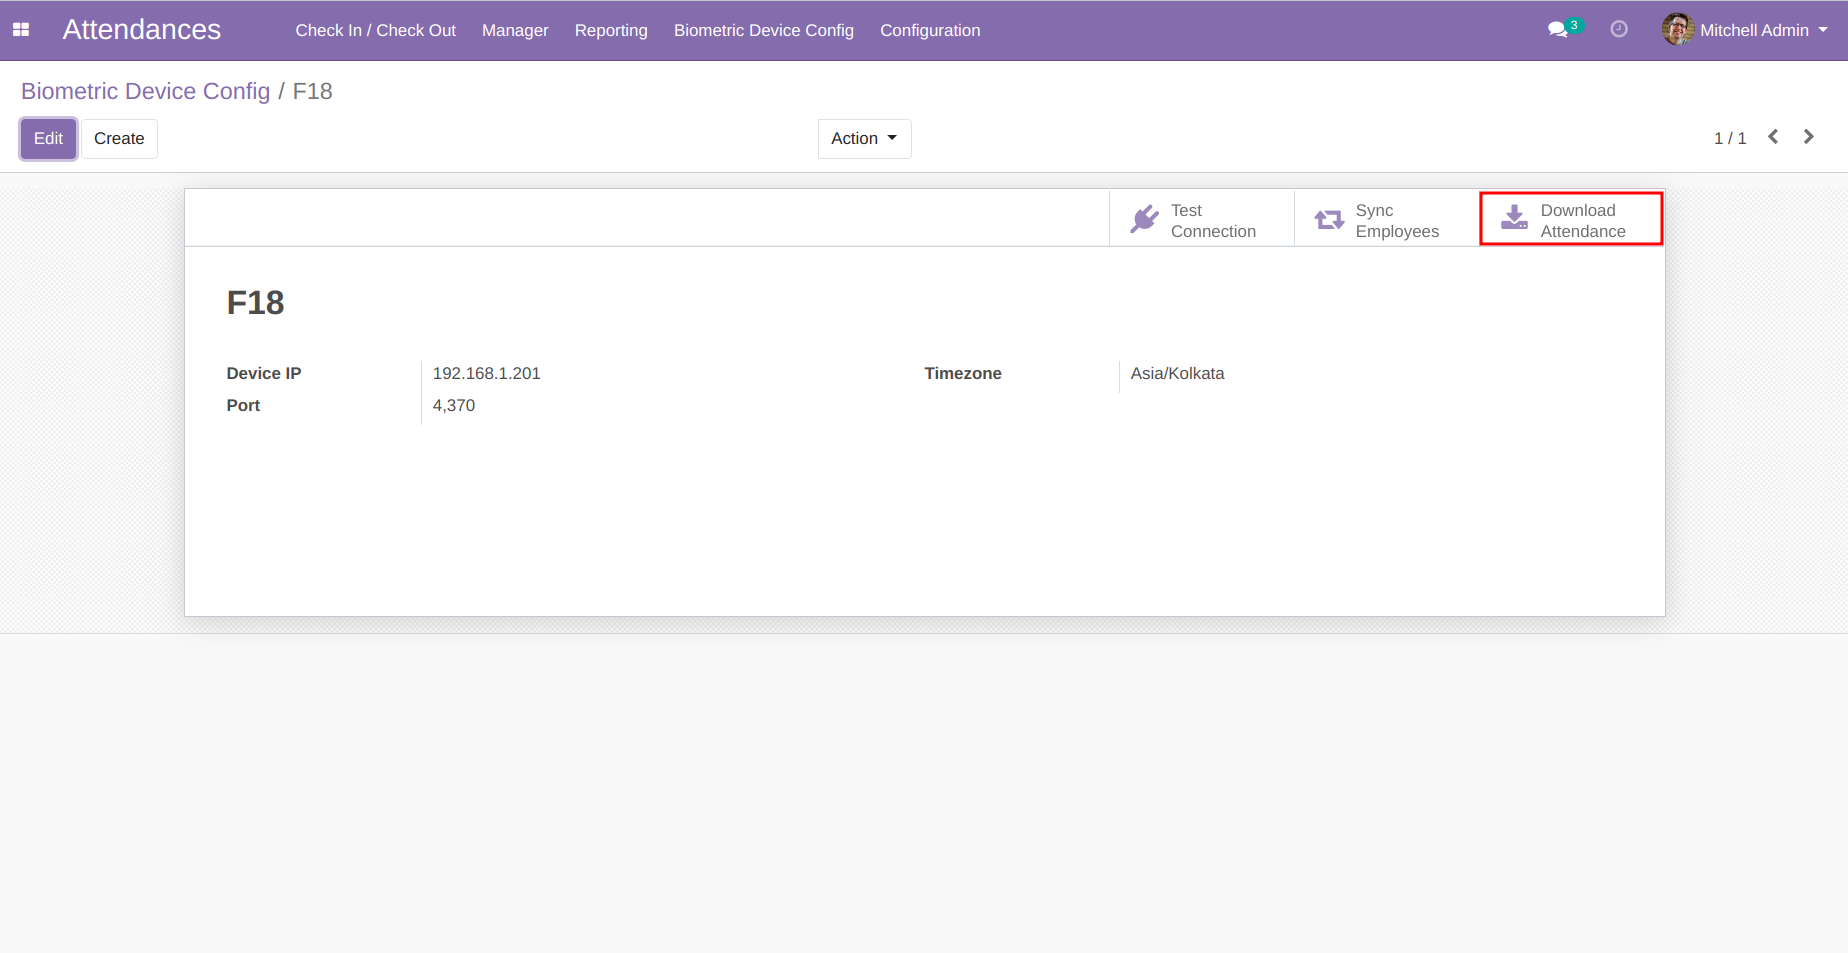 Attendances Check In / Check Out Manager Reporting Biometric Device Config Configuration 3 Mitchell Admin
Biometric Device Config / F18
Edit Create Action 1 / 1
Test Connection
Sync Employees
Download Attendance
F18
Device IP 192.168.1.201 Timezone Asia/Kolkata
Port 4,370